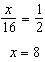 x/16 = 1/2
x = 8